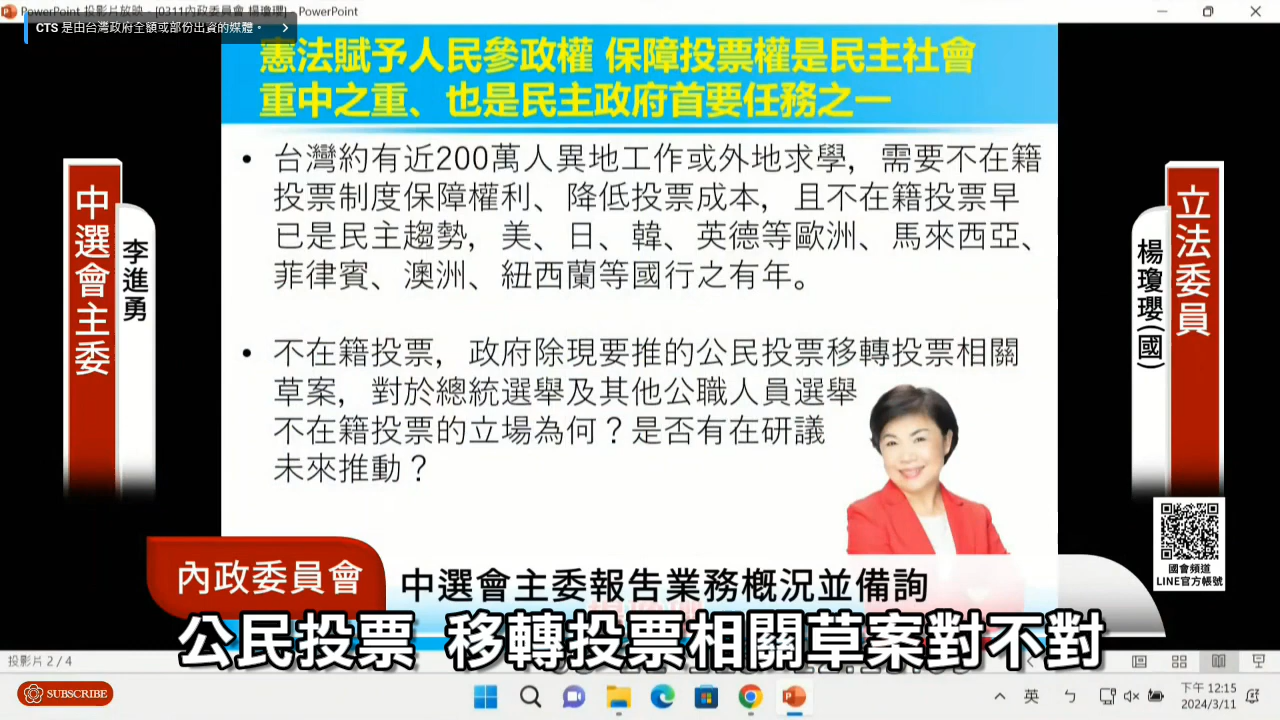 PowerPoint 投影片放映 - [0311內政委員會 楊瓊瓔] - PowerPoint
CTS 是由台灣政府全額或部份出資的媒體。
憲法賦予人民參政權 保障投票權是民主社會
重中之重、也是民主政府首要任務之一
• 台灣約有近200萬人異地工作或外地求學，需要不在籍
投票制度保障權利、降低投票成本，且不在籍投票早
已是民主趨勢，美、日、韓、英德等歐洲、馬來西亞、
菲律賓、澳洲、紐西蘭等國行之有年。
• 不在籍投票，政府除現要推的公民投票移轉投票相關
草案，對於總統選舉及其他公職人員選舉
不在籍投票的立場為何？是否有在研議
未來推動？
中選會主委
李進勇
立法委員
楊瓊瓔(國)
國會頻道
LINE官方帳號
內政委員會
中選會主委報告業務概況並備詢
公民投票 移轉投票相關草案對不對
投影片 2 / 4
SUBSCRIBE
英
ㄅ
下午 12:15
2024/3/11